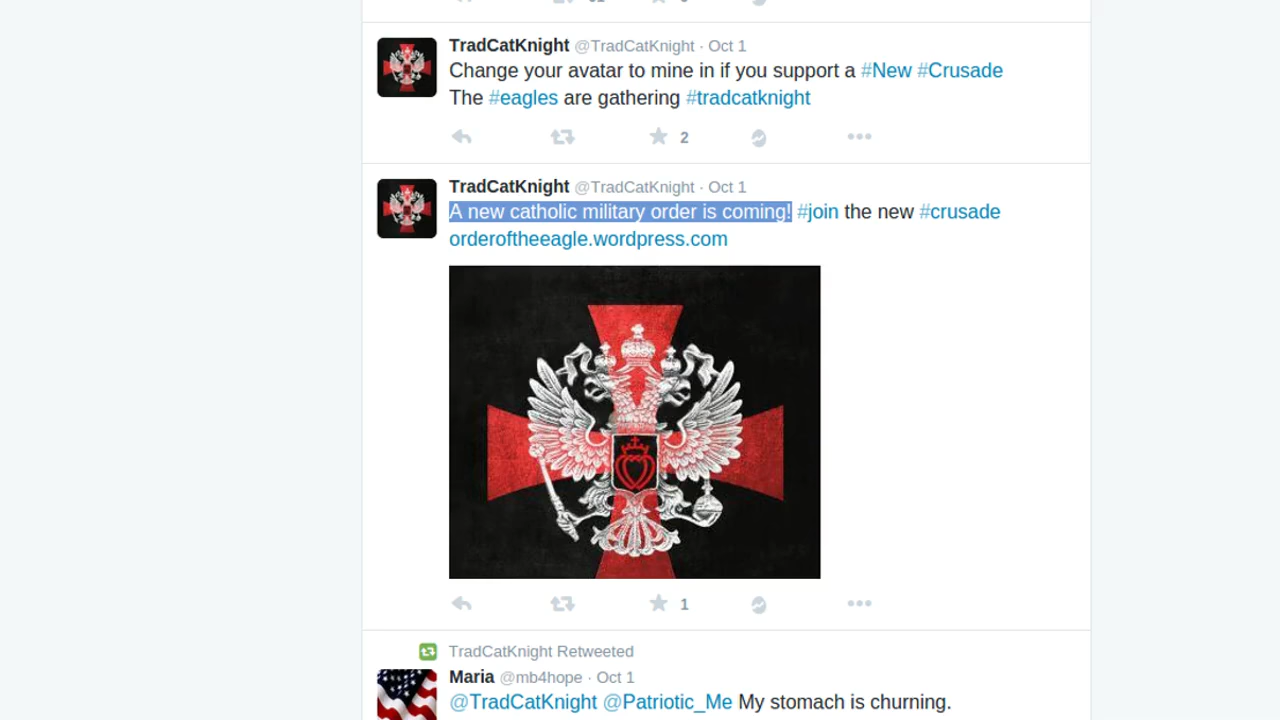 TradCatKnight @TradCatKnight · Oct 1
Change your avatar to mine in if you support a #New #Crusade
The #eagles are gathering #tradcatknight
2
TradCatKnight @TradCatKnight · Oct 1
A new catholic military order is coming! #join the new #crusade
orderoftheeagle.wordpress.com
1
TradCatKnight Retweeted
Maria @mb4hope · Oct 1
@TradCatKnight @Patriotic_Me My stomach is churning.